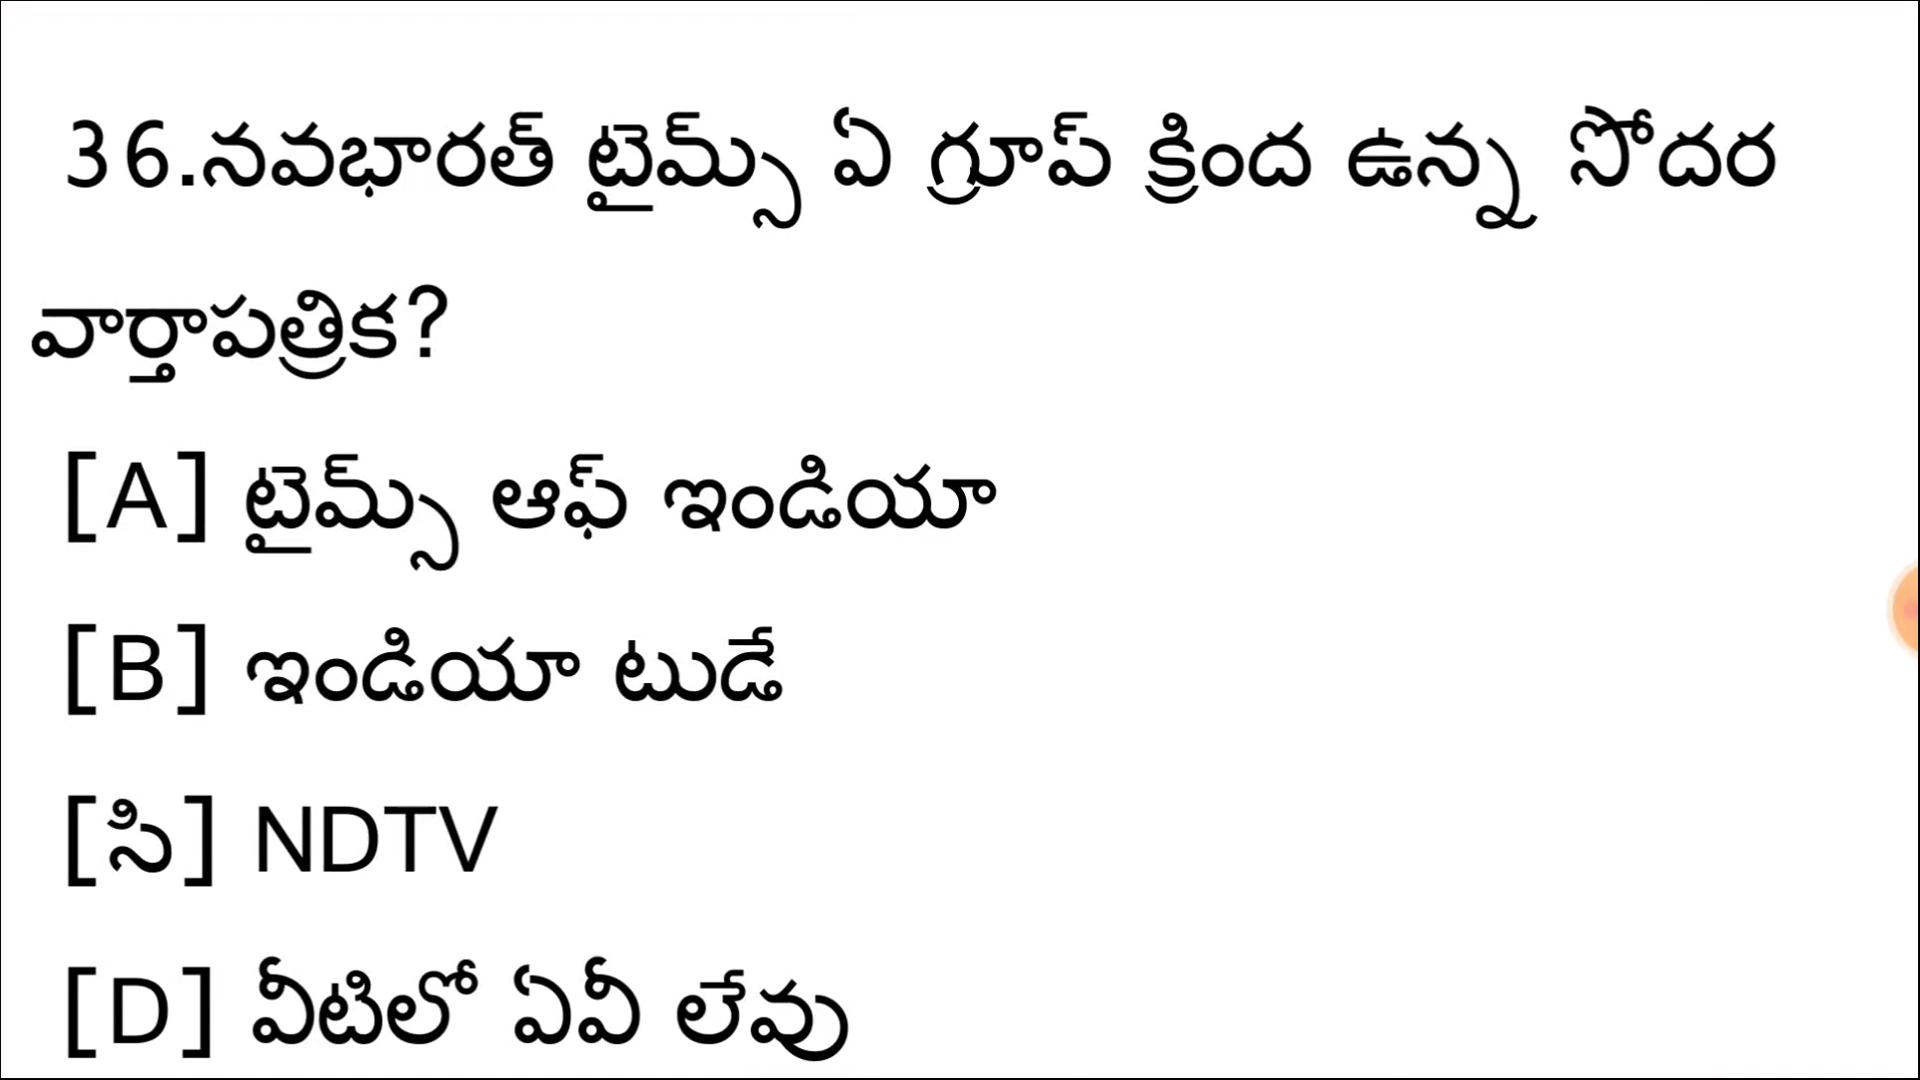 36.నవభారత్ టైమ్స్ ఏ గ్రూప్ క్రింద ఉన్న సోదర
వార్తాపత్రిక?
[A] టైమ్స్ ఆఫ్ ఇండియా
[B] ఇండియా టుడే
[సి] NDTV
[D] వీటిలో ఏవీ లేవు